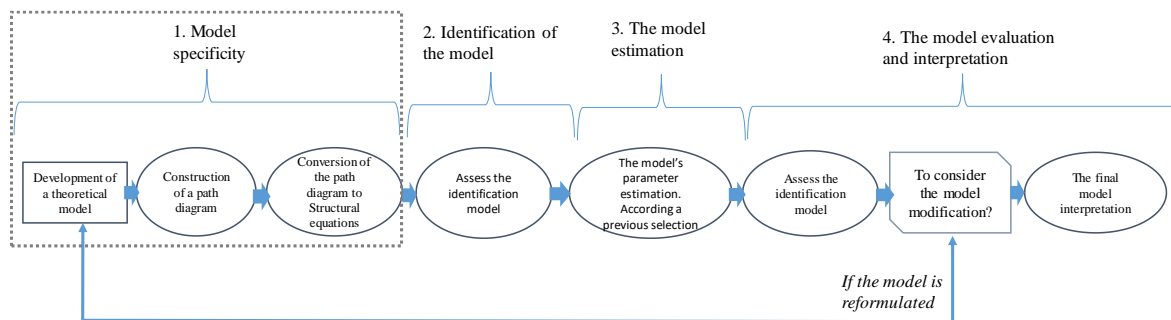 1. Model
specificity
2. Identification of
the model
3. The model
estimation
4. The model evaluation
and interpretation
Development of
a theoretical
model
Construction
of a path
diagram
Conversion of
the path
diagram to
Structural
equations
Assess the
identification
model
The model's
parameter
estimation.
According a
previous selection
Assess the
identification
model
To consider
the model
modification?
The final
model
interpretation
If the model is
reformulated